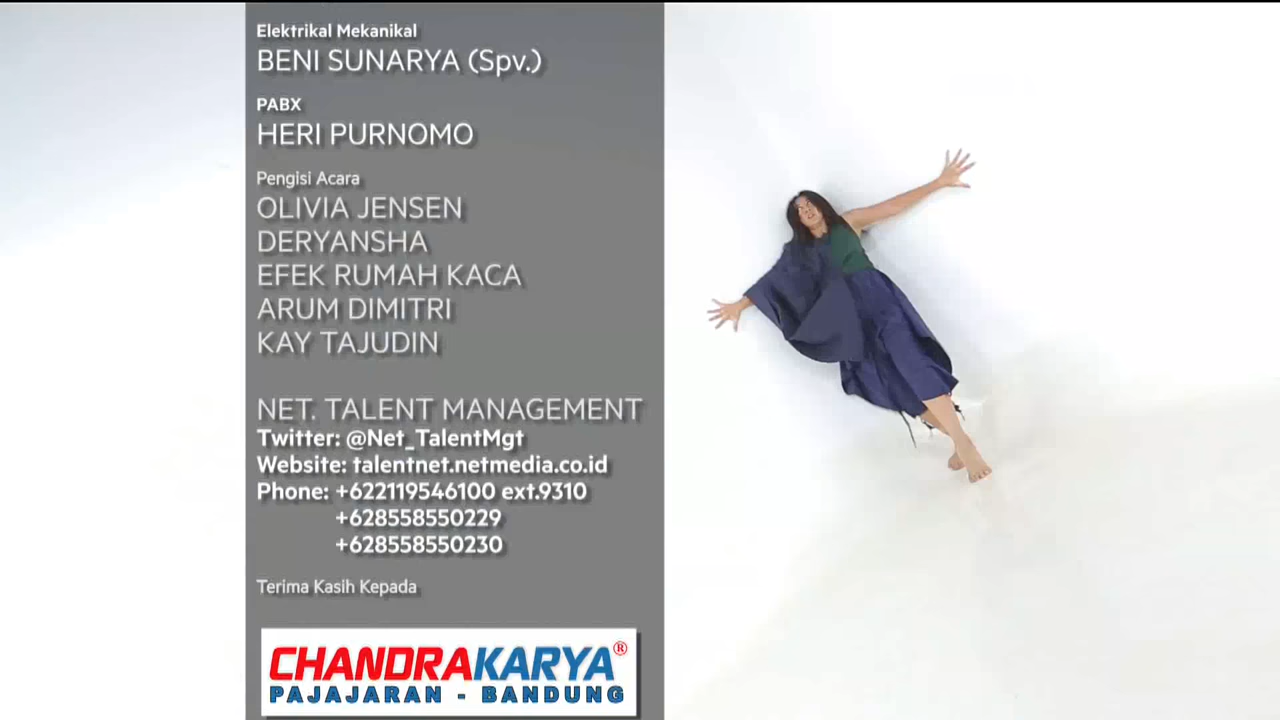 Elektrikal Mekanikal
BENI SUNARYA (Spv.)
PABX
HERI PURNOMO
Pengisi Acara
OLIVIA JENSEN
DERYANSHA
EFEK RUMAH KACA
ARUM DIMITRI
KAY TAJUDIN
NET. TALENT MANAGEMENT
Twitter: @Net_TalentMgt
Website: talentnet.netmedia.co.id
Phone: +622119546100 ext.9310
+628558550229
+628558550230
Terima Kasih Kepada
CHANDRAKARYA®
PAJAJARAN - BANDUNG